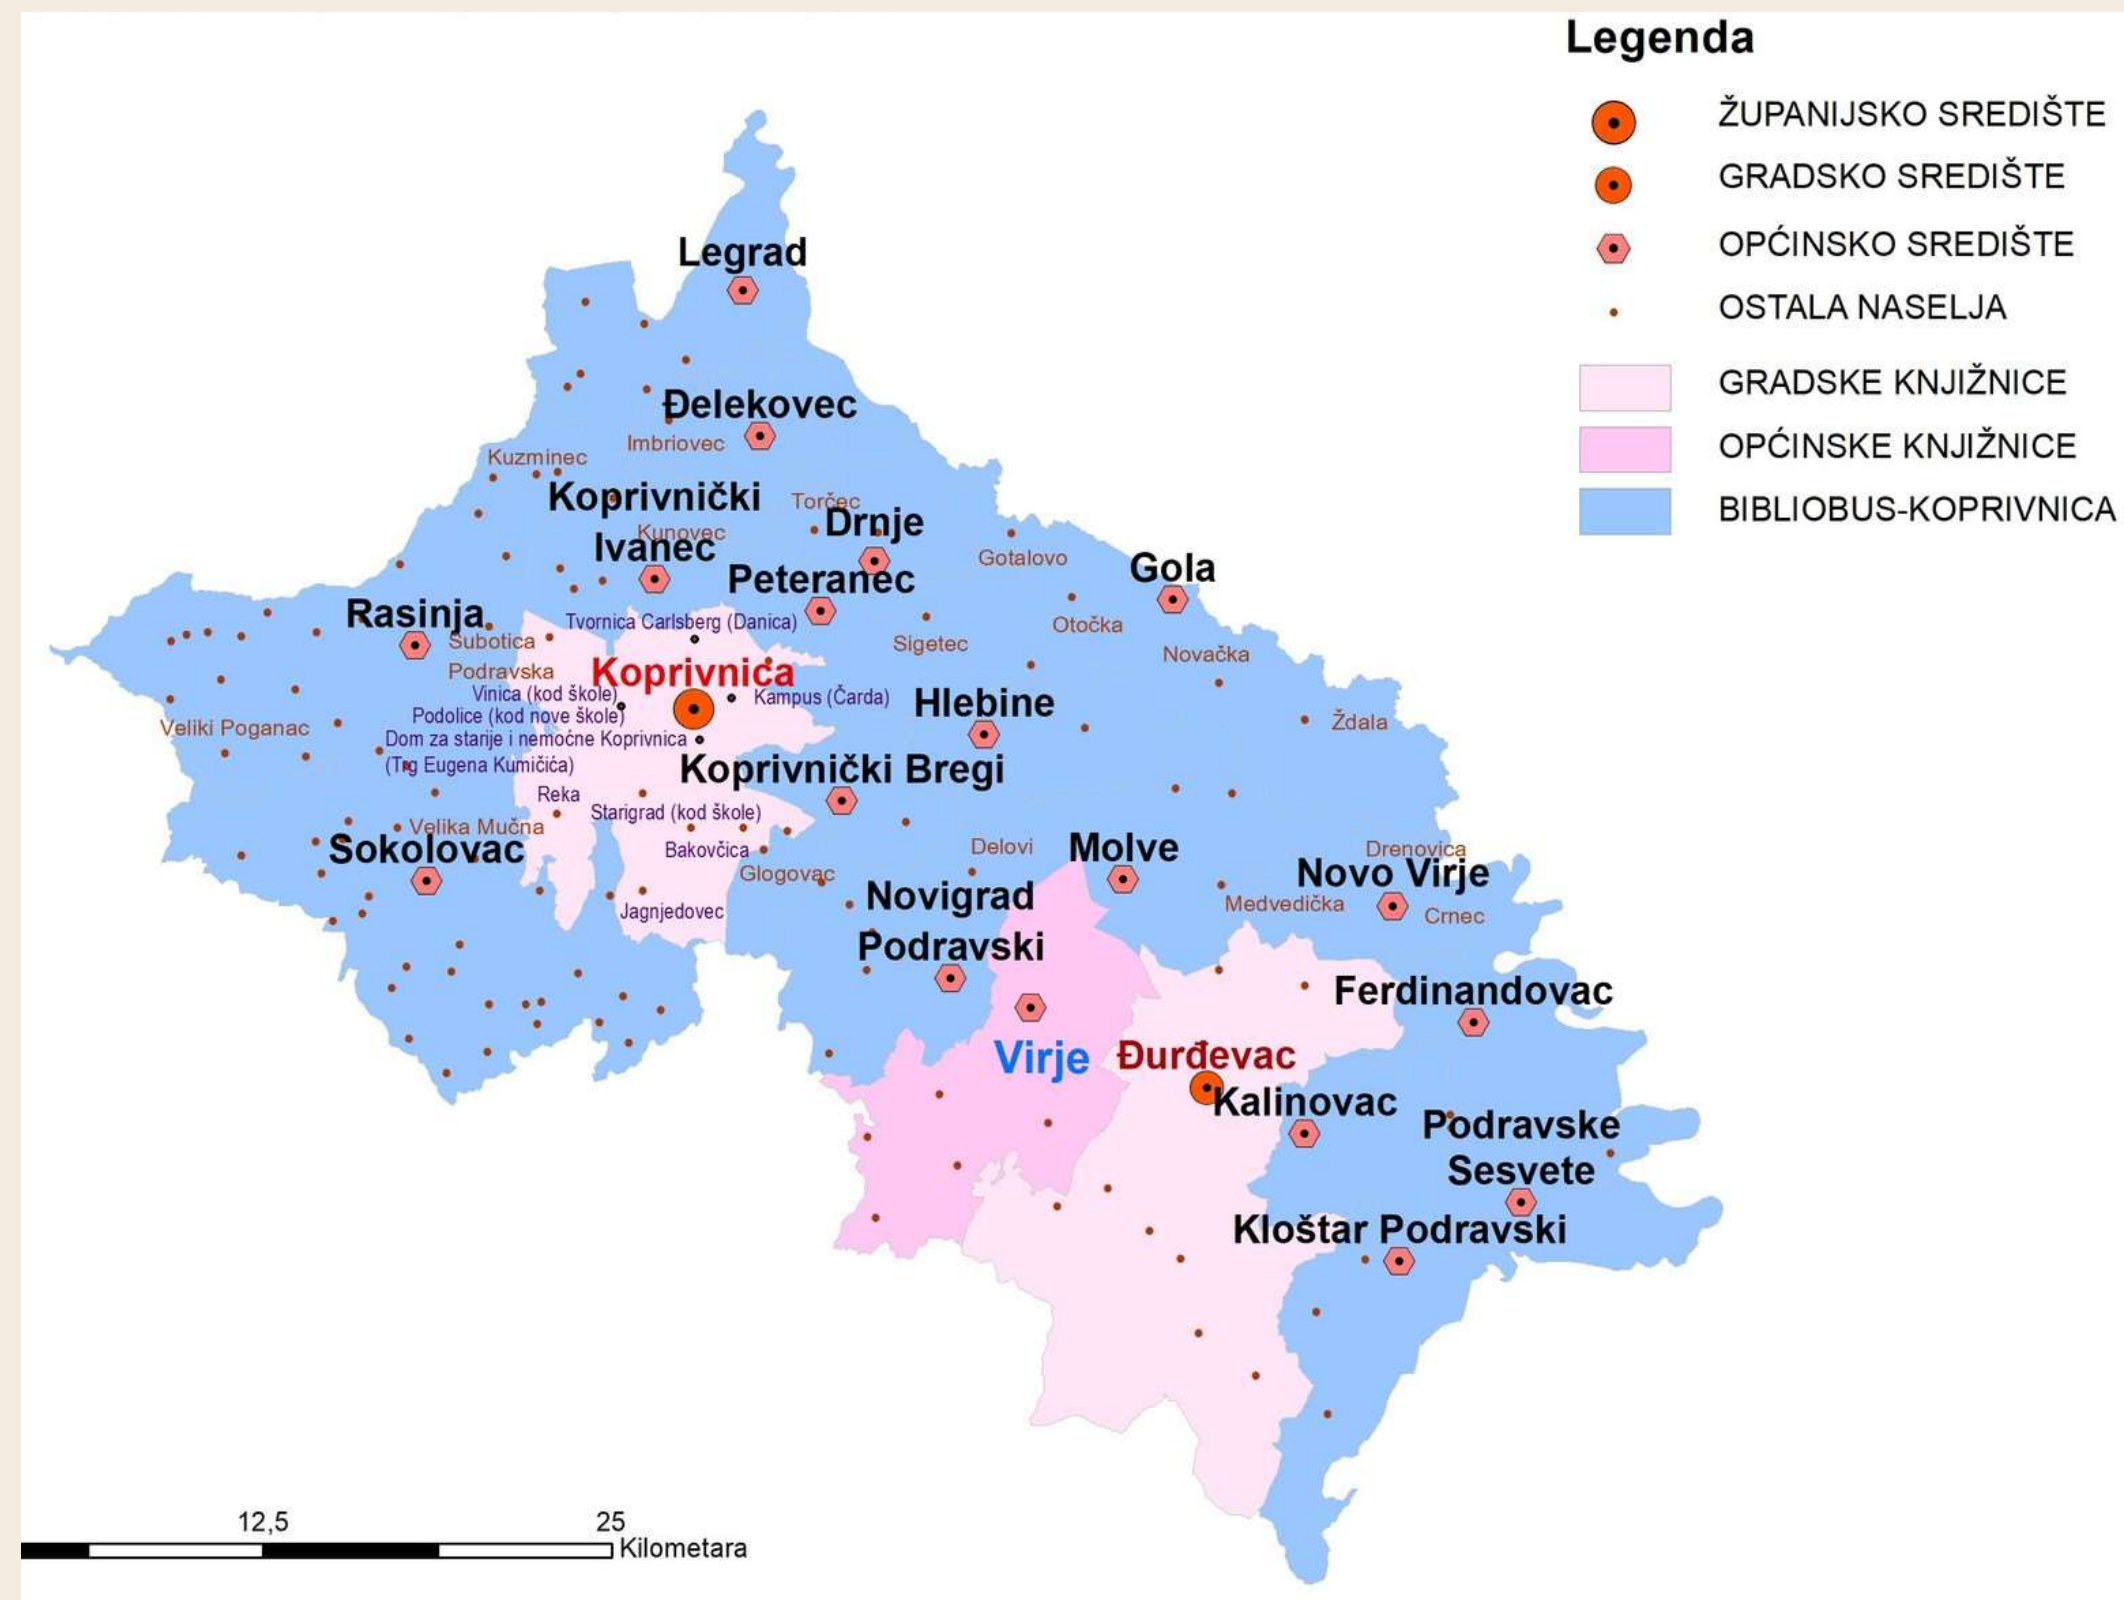 Legenda
ŽUPANIJSKO SREDIŠTE
GRADSKO SREDIŠTE
OPĆINSKO SREDIŠTE
OSTALA NASELJA
GRADSKE KNJIŽNICE
OPĆINSKE KNJIŽNICE
BIBLIOBUS-KOPRIVNICA
Legrad
Đelekovec
Imbriovec
Kuzminec
Koprivnički
Ivanec
Kunovec
Torčec
Drnje
Peteranec
Gotalovo
Gola
Otočka
Sigetec
Novačka
Ždala
Rasinja
Subotica
Podravska
Tvornica Carlsberg (Danica)
Koprivnica
Vinica (kod škole)
Kampus (Čarda)
Podolice (kod nove škole)
Dom za starije i nemoćne Koprivnica
(Trg Eugena Kumičića)
Veliki Poganac
Hlebine
Koprivnički Bregi
Reka
Starigrad (kod škole)
Velika Mučna
Sokolovac
Bakovčica
Glogovac
Jagnjedovec
Delovi
Molve
Novigrad
Podravski
Drenovica
Novo Virje
Medvedička
Crnec
Ferdinandovac
Virje
Đurđevac
Kalinovac
Podravske
Sesvete
Kloštar Podravski
12,5
25
Kilometara